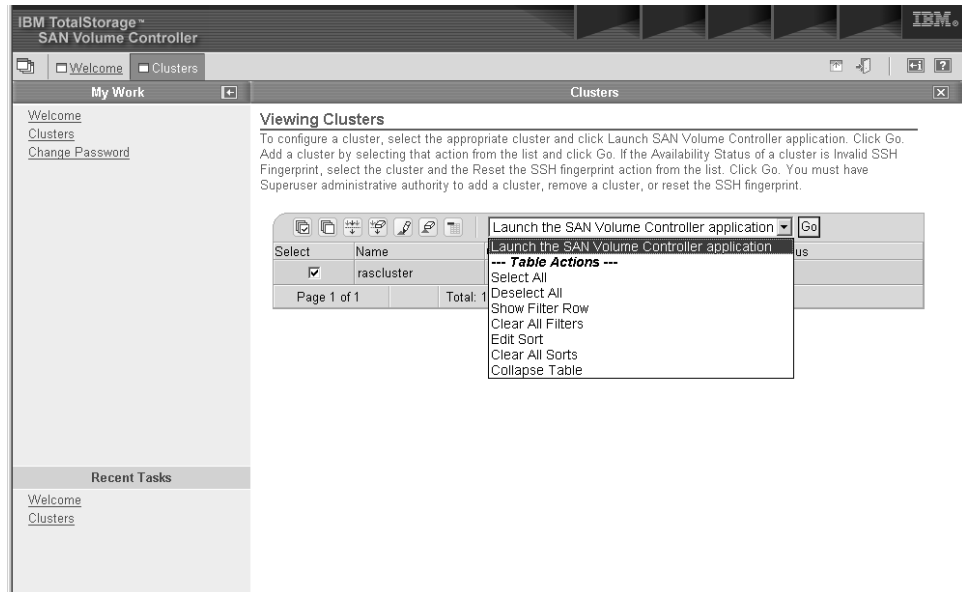 IBM TotalStorage™
SAN Volume Controller
IBM®
Welcome
Clusters
My Work
Clusters
Welcome
Clusters
Change Password
Viewing Clusters
To configure a cluster, select the appropriate cluster and click Launch SAN Volume Controller application. Click Go.
Add a cluster by selecting that action from the list and click Go. If the Availability Status of a cluster is Invalid SSH
Fingerprint, select the cluster and the Reset the SSH fingerprint action from the list. Click Go. You must have
Superuser administrative authority to add a cluster, remove a cluster, or reset the SSH fingerprint.
Launch the SAN Volume Controller application Go
Select Name us
rascluster
Page 1 of 1 Total: 1
Launch the SAN Volume Controller application
--- Table Actions ---
Select All
Deselect All
Show Filter Row
Clear All Filters
Edit Sort
Clear All Sorts
Collapse Table
Recent Tasks
Welcome
Clusters